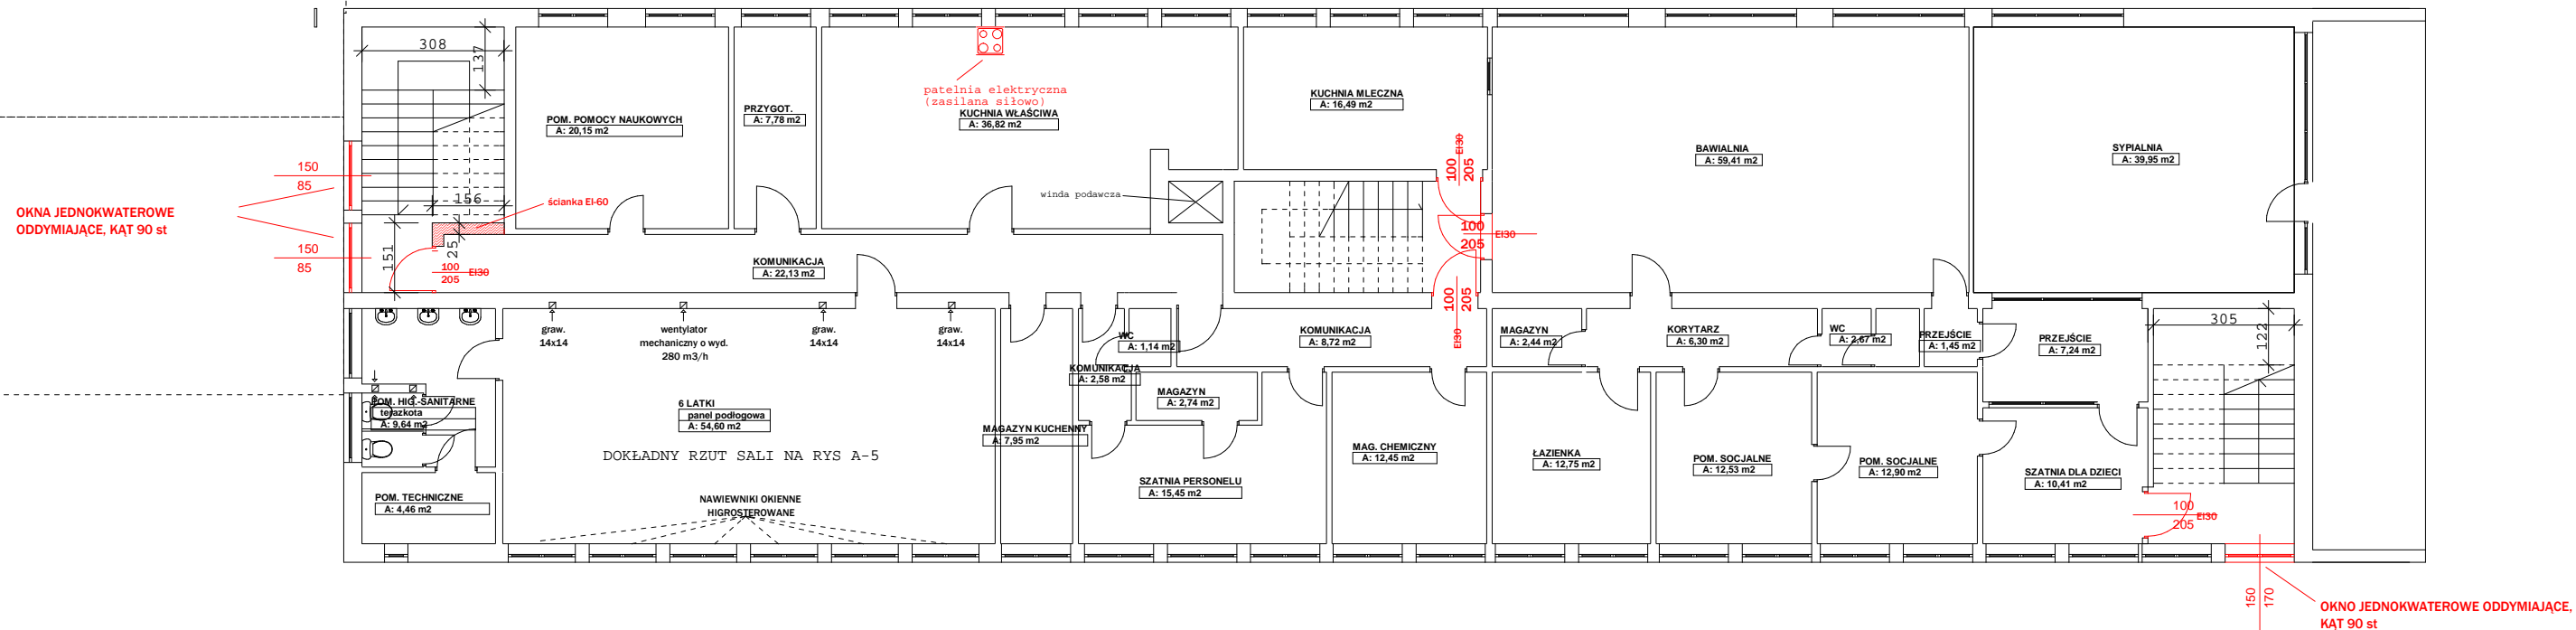 308
137
156
151
25
150
85
150
85
OKNA JEDNOKWATEROWE
ODDYMIAJĄCE, KĄT 90 st
ścianka EI-60
100
205
EI30
POM. POMOCY NAUKOWYCH
A: 20,15 m2
PRZYGOT.
A: 7,78 m2
patelnia elektryczna
(zasilana siłowo)
KUCHNIA WŁAŚCIWA
A: 36,82 m2
winda podawcza
KUCHNIA MLECZNA
A: 16,49 m2
100
205
EI30
100
205
EI30
100
205
EI30
BAWIALNIA
A: 59,41 m2
SYPIALNIA
A: 39,95 m2
KOMUNIKACJA
A: 22,13 m2
graw.
14x14
wentylator
mechaniczny o wyd.
280 m3/h
graw.
14x14
graw.
14x14
POM. HIG.-SANITARNE
terazkota
A: 9,64 m2
6 LATKI
panel podłogowa
A: 54,60 m2
DOKŁADNY RZUT SALI NA RYS A-5
NAWIEWNIKI OKIENNE
HIGROSTEROWANE
POM. TECHNICZNE
A: 4,46 m2
MAGAZYN KUCHENNY
A: 7,95 m2
KOMUNIKACJA
A: 2,58 m2
WC
A: 1,14 m2
MAGAZYN
A: 2,74 m2
SZATNIA PERSONELU
A: 15,45 m2
KOMUNIKACJA
A: 8,72 m2
MAG. CHEMICZNY
A: 12,45 m2
MAGAZYN
A: 2,44 m2
KORYTARZ
A: 6,30 m2
WC
A: 2,67 m2
PRZEJŚCIE
A: 1,45 m2
PRZEJŚCIE
A: 7,24 m2
ŁAZIENKA
A: 12,75 m2
POM. SOCJALNE
A: 12,53 m2
POM. SOCJALNE
A: 12,90 m2
SZATNIA DLA DZIECI
A: 10,41 m2
305
122
100
205
EI30
150
170
OKNO JEDNOKWATEROWE ODDYMIAJĄCE,
KĄT 90 st